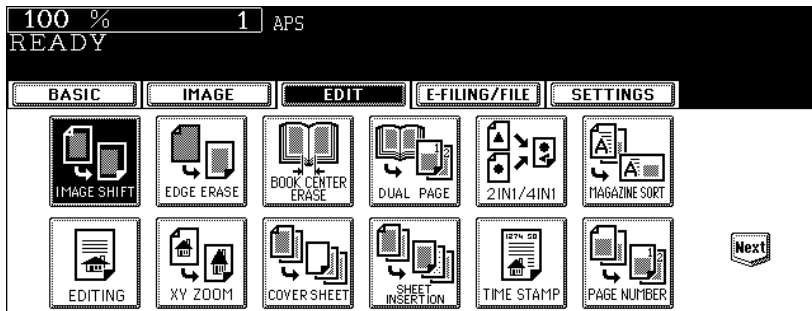 100 % 1 APS
READY
BASIC IMAGE EDIT E-FILING/FILE SETTINGS
IMAGE SHIFT EDGE ERASE BOOK CENTER ERASE DUAL PAGE 2IN1/4IN1 MAGAZINE SORT
Next
EDITING XY ZOOM COVER SHEET SHEET INSERTION TIME STAMP PAGE NUMBER